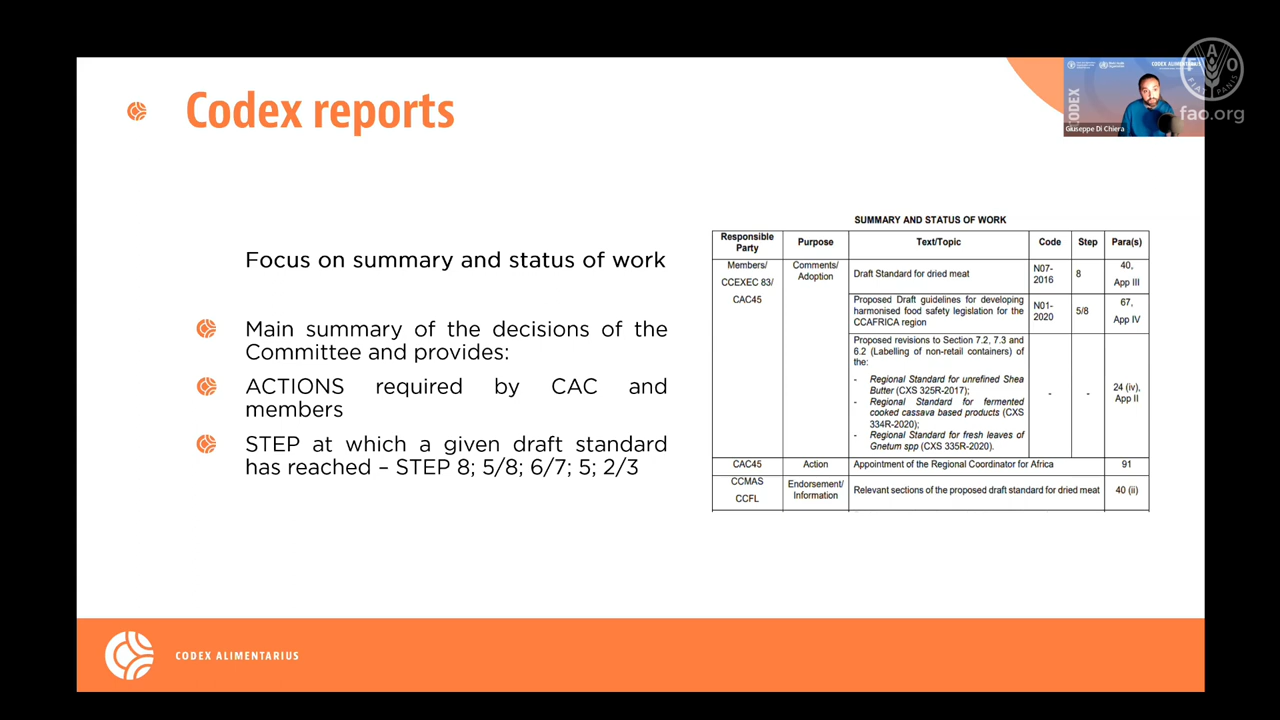 Codex reports
CODEX ALIMENTARIUS
CODEX
Giuseppe Di Chiera
F A O
FIAT PANIS
fao.org
Focus on summary and status of work
Main summary of the decisions of the
Committee and provides:
ACTIONS required by CAC and
members
STEP at which a given draft standard
has reached – STEP 8; 5/8; 6/7; 5; 2/3
SUMMARY AND STATUS OF WORK
Responsible Party Purpose Text/Topic Code Step Para(s)
Members/ CCEXEC 83/ CAC45 Comments/ Adoption Draft Standard for dried meat N07-2016 8 40, App III
Proposed Draft guidelines for developing
harmonised food safety legislation for the
CCAFRICA region
N01-2020 5/8 67, App IV
Proposed revisions to Section 7.2, 7.3 and
6.2 (Labelling of non-retail containers) of
the:
- Regional Standard for unrefined Shea
Butter (CXS 325R-2017);
- Regional Standard for fermented
cooked cassava based products (CXS
334R-2020);
- Regional Standard for fresh leaves of
Gnetum spp (CXS 335R-2020).
- - 24 (iv), App II
CAC45 Action Appointment of the Regional Coordinator for Africa 91
CCMAS CCFL Endorsement/ Information Relevant sections of the proposed draft standard for dried meat 40 (ii)
CODEX ALIMENTARIUS